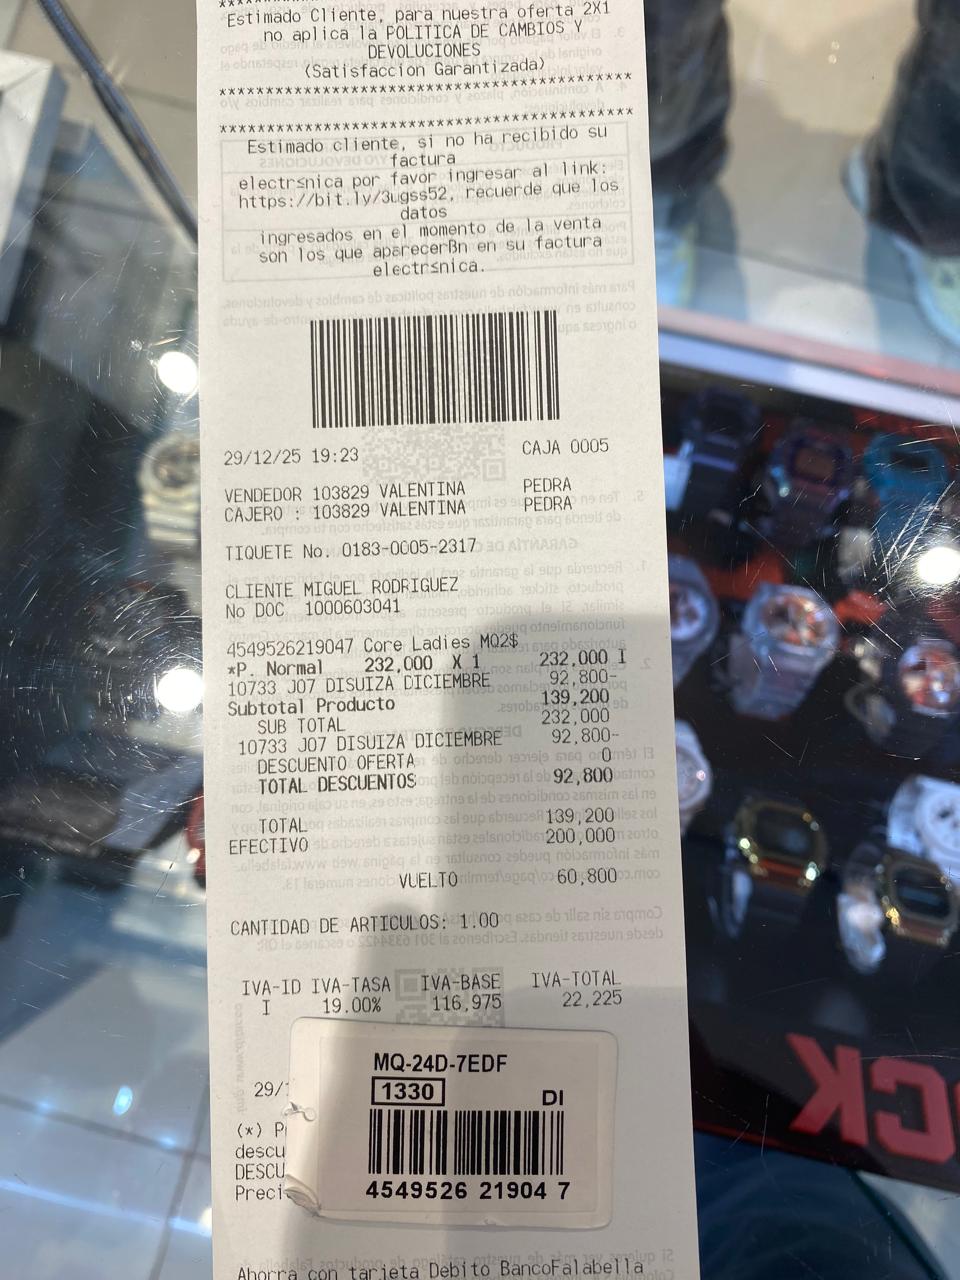 Estimado Cliente, para nuestra oferta 2X1
no aplica la POLITICA DE CAMBIOS Y
DEVOLUCIONES
(Satisfaccion Garantizada)
********************************************
********************************************
Estimado cliente, si no ha recibido su
factura
electr≤nica por favor ingresar al link:
https://bit.ly/3ugss52, recuerde que los
datos
ingresados en el momento de la venta
son los que aparecerßn en su factura
electr≤nica.
29/12/25 19:23 CAJA 0005
VENDEDOR 103829 VALENTINA PEDRA
CAJERO : 103829 VALENTINA PEDRA
TIQUETE No. 0183-0005-2317
CLIENTE MIGUEL RODRIGUEZ
No DOC 1000603041
4549526219047 Core Ladies MQ2$
*P. Normal 232,000 X 1 232,000 I
10733 J07 DISUIZA DICIEMBRE 92,800-
Subtotal Producto 139,200
SUB TOTAL 232,000
10733 J07 DISUIZA DICIEMBRE 92,800-
DESCUENTO OFERTA 0
TOTAL DESCUENTOS 92,800
TOTAL 139,200
EFECTIVO 200,000
VUELTO 60,800
CANTIDAD DE ARTICULOS: 1.00
IVA-ID IVA-TASA IVA-BASE IVA-TOTAL
I 19.00% 116,975 22,225
29/1
(*) P
descu
DESCU
Preci
MQ-24D-7EDF
1330 DI
4549526 21904 7
Ahorra con tarjeta Debito BancoFalabella